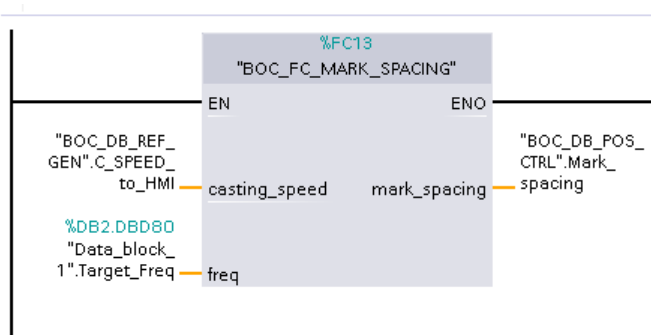 %FC13
"BOC_FC_MARK_SPACING"
EN ENO
"BOC_DB_REF_
GEN".C_SPEED_
to_HMI
casting_speed
mark_spacing
"BOC_DB_POS_
CTRL".Mark_
spacing
%DB2.DBD80
"Data_block_
1".Target_Freq
freq